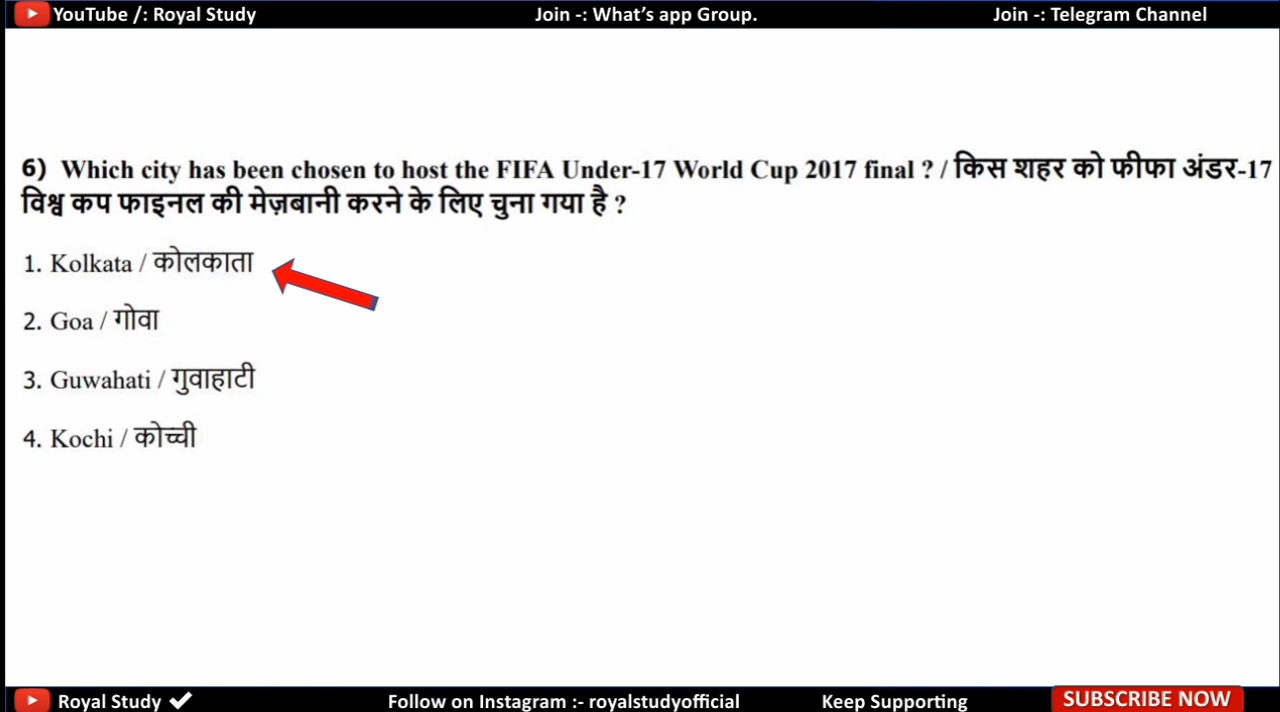 YouTube /: Royal Study Join -: What's app Group. Join -: Telegram Channel
6) Which city has been chosen to host the FIFA Under-17 World Cup 2017 final ? / किस शहर को फीफा अंडर-17
विश्व कप फाइनल की मेज़बानी करने के लिए चुना गया है ?
1. Kolkata / कोलकाता
2. Goa / गोवा
3. Guwahati / गुवाहाटी
4. Kochi / कोच्ची
Royal Study Follow on Instagram :- royalstudyofficial Keep Supporting SUBSCRIBE NOW